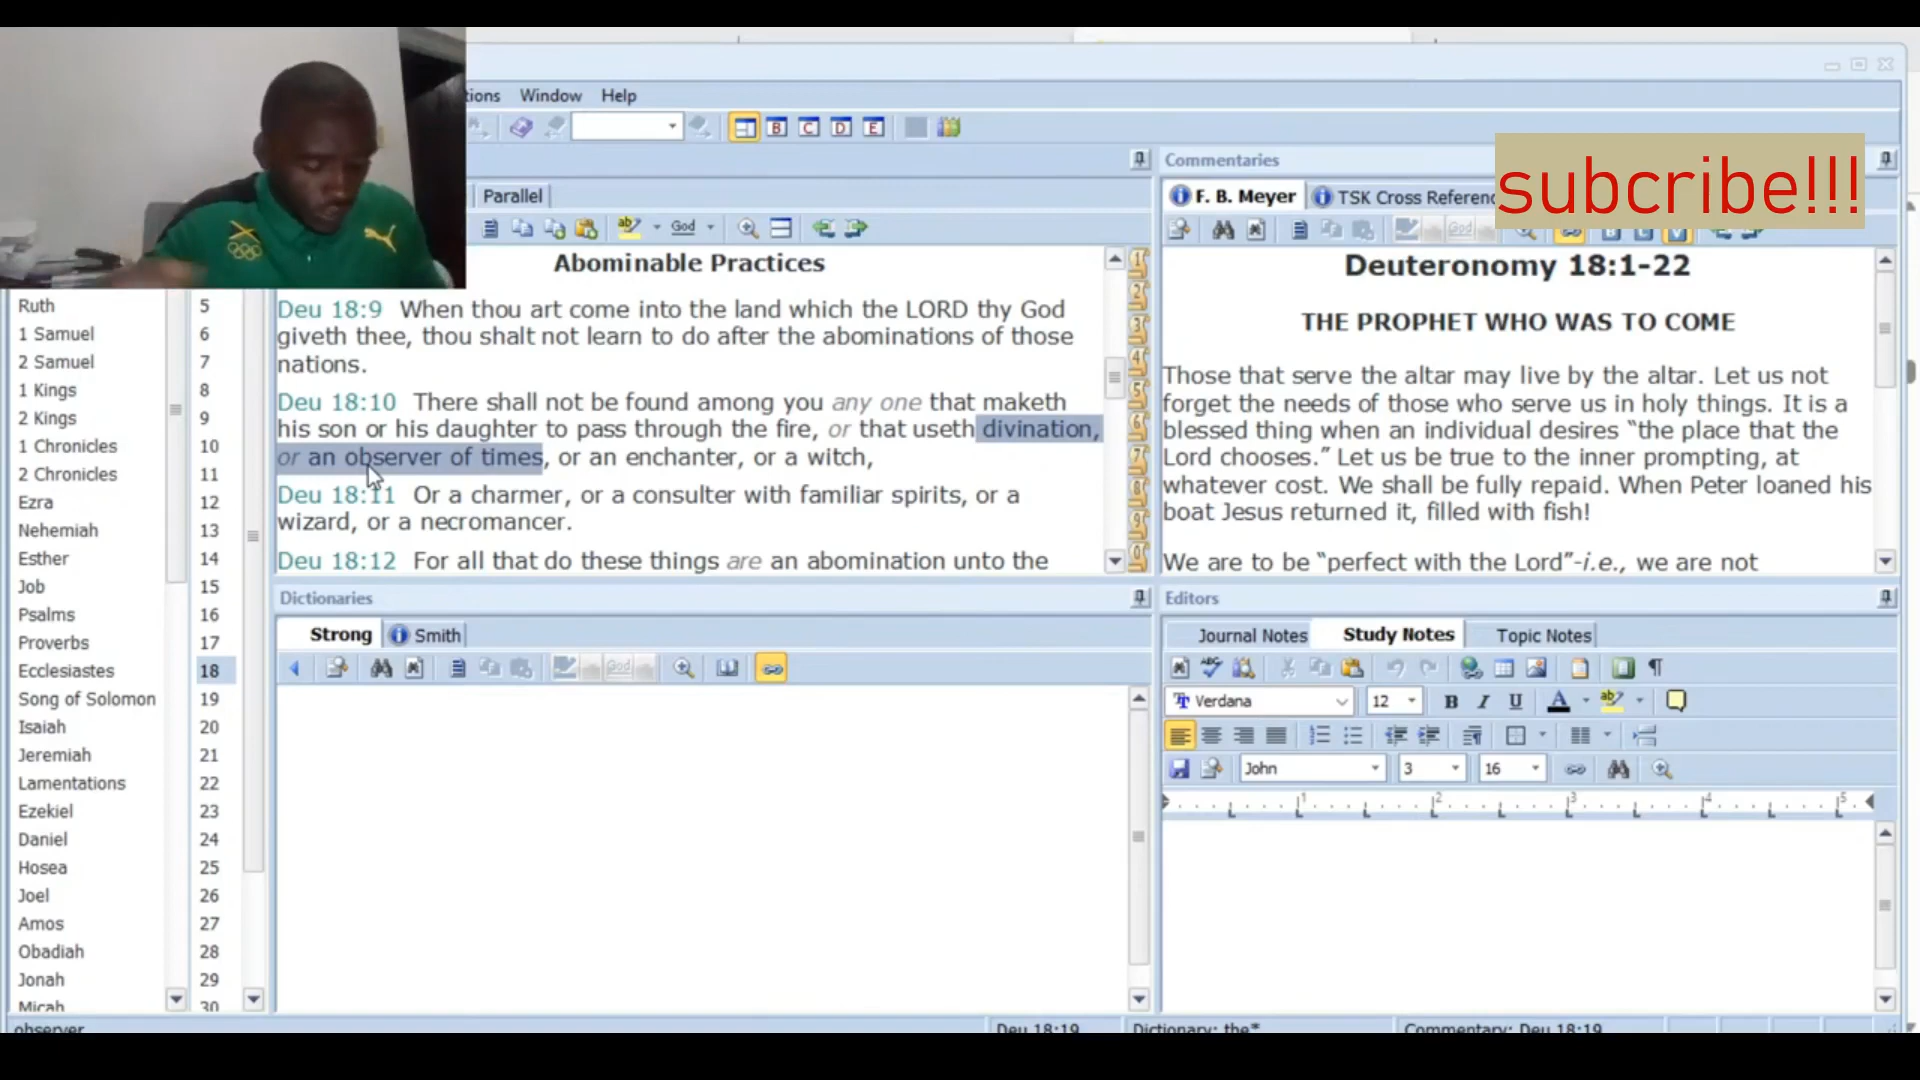 tions Window Help
B C D E
Parallel
God
Abominable Practices
Deu 18:9 When thou art come into the land which the LORD thy God
giveth thee, thou shalt not learn to do after the abominations of those
nations.
Deu 18:10 There shall not be found among you any one that maketh
his son or his daughter to pass through the fire, or that useth divination,
or an observer of times, or an enchanter, or a witch,
Deu 18:11 Or a charmer, or a consulter with familiar spirits, or a
wizard, or a necromancer.
Deu 18:12 For all that do these things are an abomination unto the
Commentaries
F. B. Meyer TSK Cross Referenc
subcribe!!!
Deuteronomy 18:1-22
THE PROPHET WHO WAS TO COME
Those that serve the altar may live by the altar. Let us not
forget the needs of those who serve us in holy things. It is a
blessed thing when an individual desires “the place that the
Lord chooses.” Let us be true to the inner prompting, at
whatever cost. We shall be fully repaid. When Peter loaned his
boat Jesus returned it, filled with fish!
We are to be “perfect with the Lord”-i.e., we are not
Ruth 5
1 Samuel 6
2 Samuel 7
1 Kings 8
2 Kings 9
1 Chronicles 10
2 Chronicles 11
Ezra 12
Nehemiah 13
Esther 14
Job 15
Psalms 16
Proverbs 17
Ecclesiastes 18
Song of Solomon 19
Isaiah 20
Jeremiah 21
Lamentations 22
Ezekiel 23
Daniel 24
Hosea 25
Joel 26
Amos 27
Obadiah 28
Jonah 29
Micah 30
Dictionaries
Strong Smith
God
Editors
Journal Notes Study Notes Topic Notes
Verdana 12 B I U A ab
John 3 16
1 2 3 4 5
observer Deu 18:19 Dictionary: the* Commentary: Deu 18:19